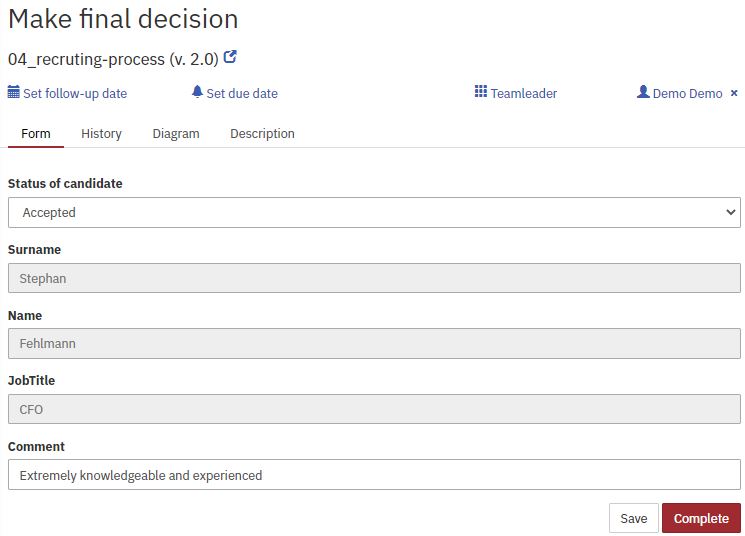 Make final decision
04_recruting-process (v. 2.0)
Set follow-up date Set due date Teamleader Demo Demo ×
Form History Diagram Description
Status of candidate
Accepted
Surname
Stephan
Name
Fehlmann
JobTitle
CFO
Comment
Extremely knowledgeable and experienced
Save Complete